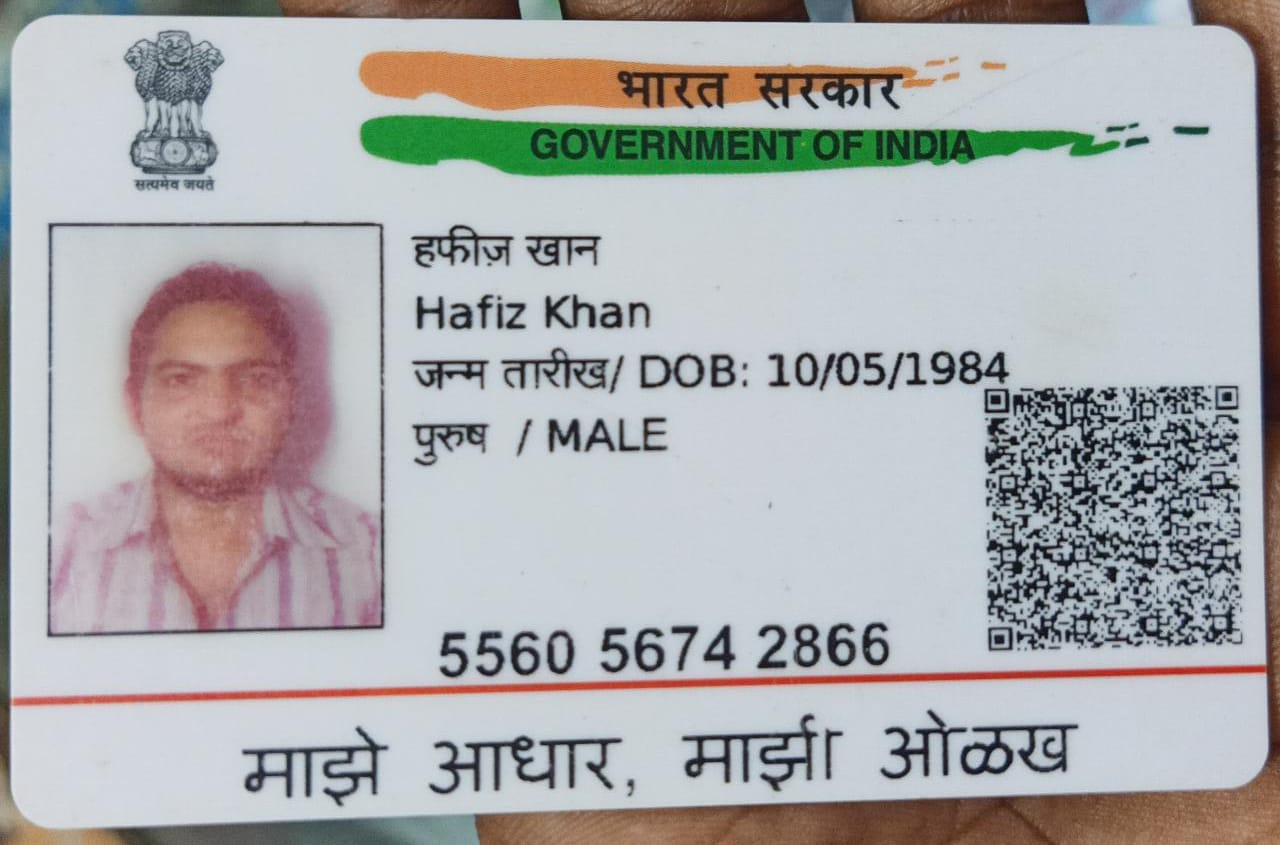 सत्यमेव जयते
भारत सरकार
GOVERNMENT OF INDIA
हफीज़ खान
Hafiz Khan
जन्म तारीख/ DOB: 10/05/1984
पुरुष / MALE
5560 5674 2866
माझे आधार, माझी ओळख